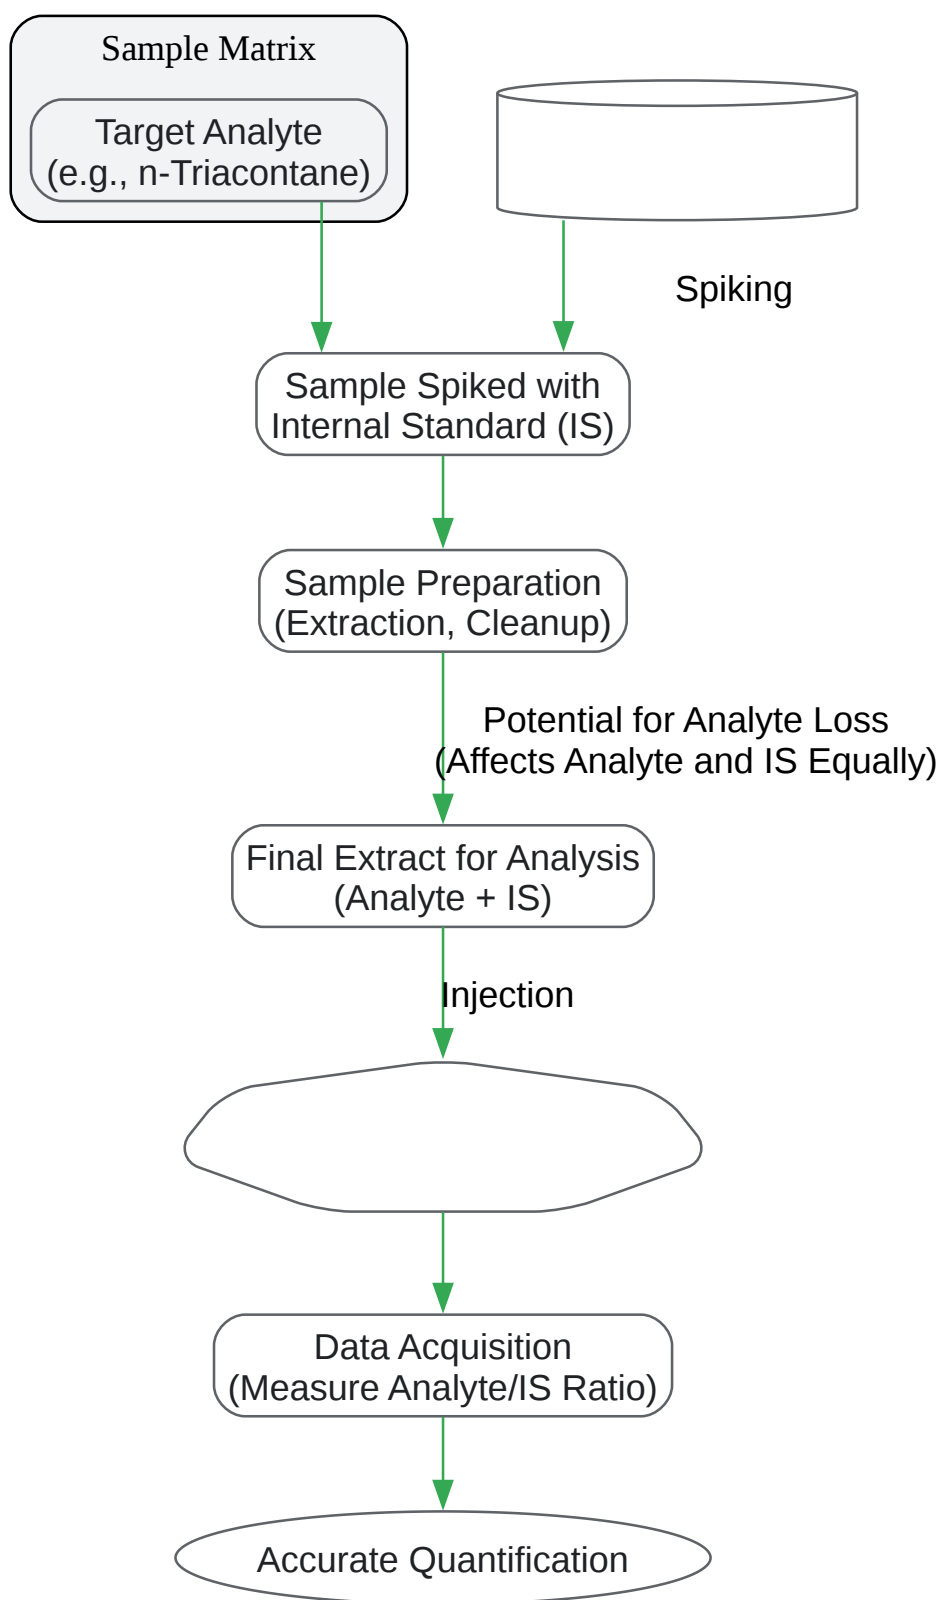 Sample Matrix
Target Analyte
(e.g., n-Triacontane)
Spiking
Sample Spiked with
Internal Standard (IS)
Sample Preparation
(Extraction, Cleanup)
Potential for Analyte Loss
(Affects Analyte and IS Equally)
Final Extract for Analysis
(Analyte + IS)
Injection
Data Acquisition
(Measure Analyte/IS Ratio)
Accurate Quantification